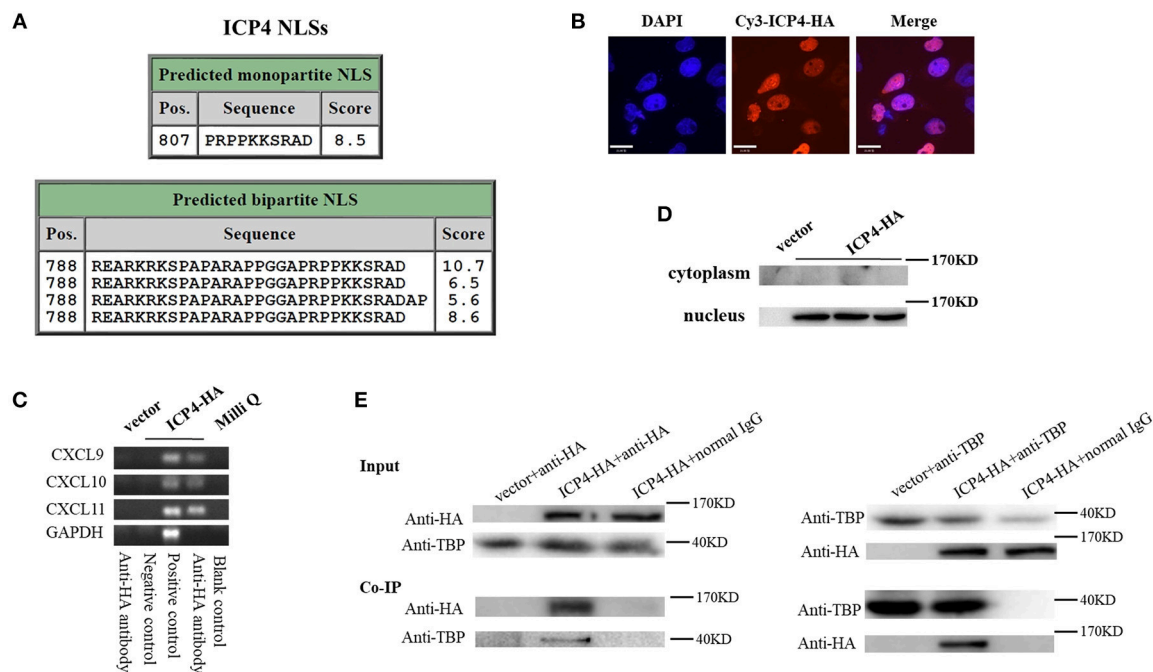 A
ICP4 NLSs
Predicted monopartite NLS
Pos. Sequence Score
807 PRPPKKSRAD 8.5
Predicted bipartite NLS
Pos. Sequence Score
788 REARKRKSPAPARAPPGGAPRPPKKSRAD 10.7
788 REARKRKSPAPARAPPGGAPRPPKKSRAD 6.5
788 REARKRKSPAPARAPPGGAPRPPKKSRADAP 5.6
788 REARKRKSPAPARAPPGGAPRPPKKSRAD 8.6
B
DAPI Cy3-ICP4-HA Merge
D
vector ICP4-HA
170KD
cytoplasm
170KD
nucleus
C
vector ICP4-HA Milli Q
CXCL9
CXCL10
CXCL11
GAPDH
Anti-HA antibody
Negative control
Positive control
Anti-HA antibody
Blank control
E
Input
vector+anti-HA ICP4-HA+anti-HA ICP4-HA+normal IgG
170KD
Anti-HA
Anti-TBP 40KD
Co-IP
170KD
Anti-HA
Anti-TBP 40KD
vector+anti-TBP ICP4-HA+anti-TBP ICP4-HA+normal IgG
40KD
Anti-TBP
170KD
Anti-HA
40KD
Anti-TBP
170KD
Anti-HA